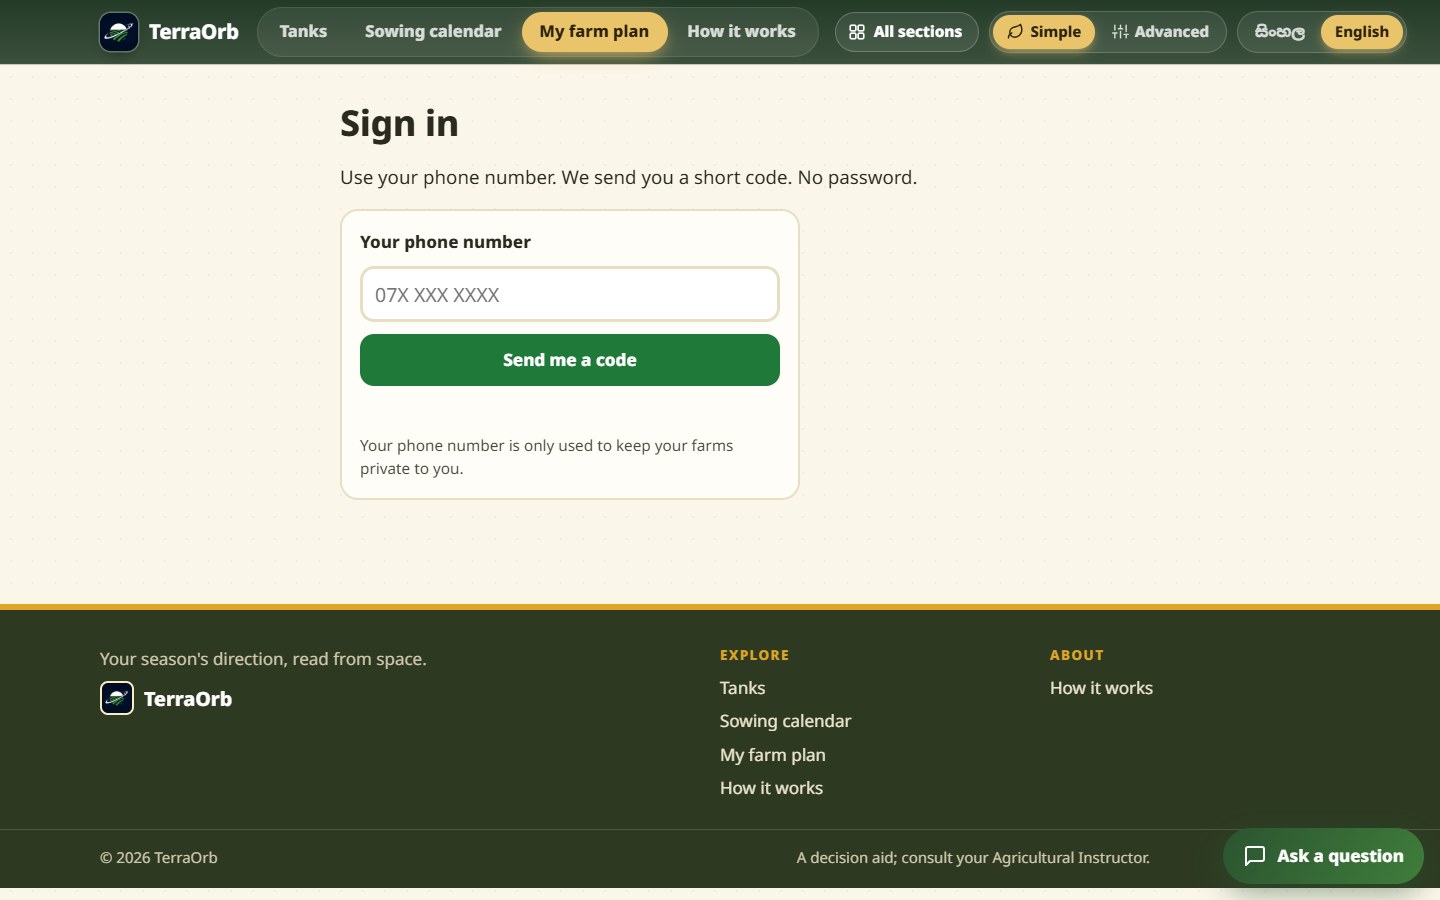 TerraOrb
Tanks
Sowing calendar
My farm plan
How it works
All sections
Simple
Advanced
සිංහල
English
Sign in
Use your phone number. We send you a short code. No password.
Your phone number
07X XXX XXXX
Send me a code
Your phone number is only used to keep your farms
private to you.
Your season's direction, read from space.
TerraOrb
EXPLORE
Tanks
Sowing calendar
My farm plan
How it works
ABOUT
How it works
© 2026 TerraOrb
A decision aid; consult your Agricultural Instructor.
Ask a question